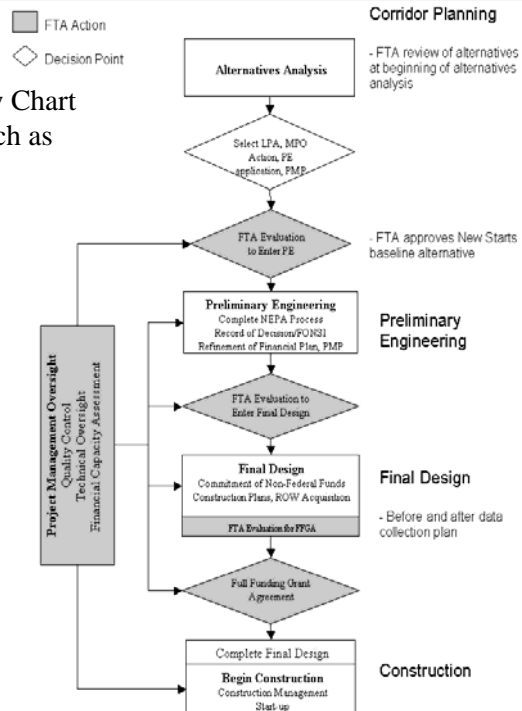 FTA Action
Decision Point
Chart
ch as
Corridor Planning
- FTA review of alternatives
at beginning of alternatives
analysis
Alternatives Analysis
Select LPA, MPO
Action, PE
application, PMP
FTA Evaluation
to Enter PE
- FTA approves New Starts
baseline alternative
Preliminary Engineering
Complete NEPA Process
Record of Decision/FONSI
Refinement of Financial Plan, PMP
Preliminary
Engineering
Project Management Oversight
Quality Control
Technical Oversight
Financial Capacity Assessment
FTA Evaluation to
Enter Final Design
Final Design
Commitment of Non-Federal Funds
Construction Plans, ROW Acquisition
FTA Evaluation for FFGA
Final Design
- Before and after data
collection plan
Full Funding Grant
Agreement
Complete Final Design
Begin Construction
Construction Management
Start-up
Construction